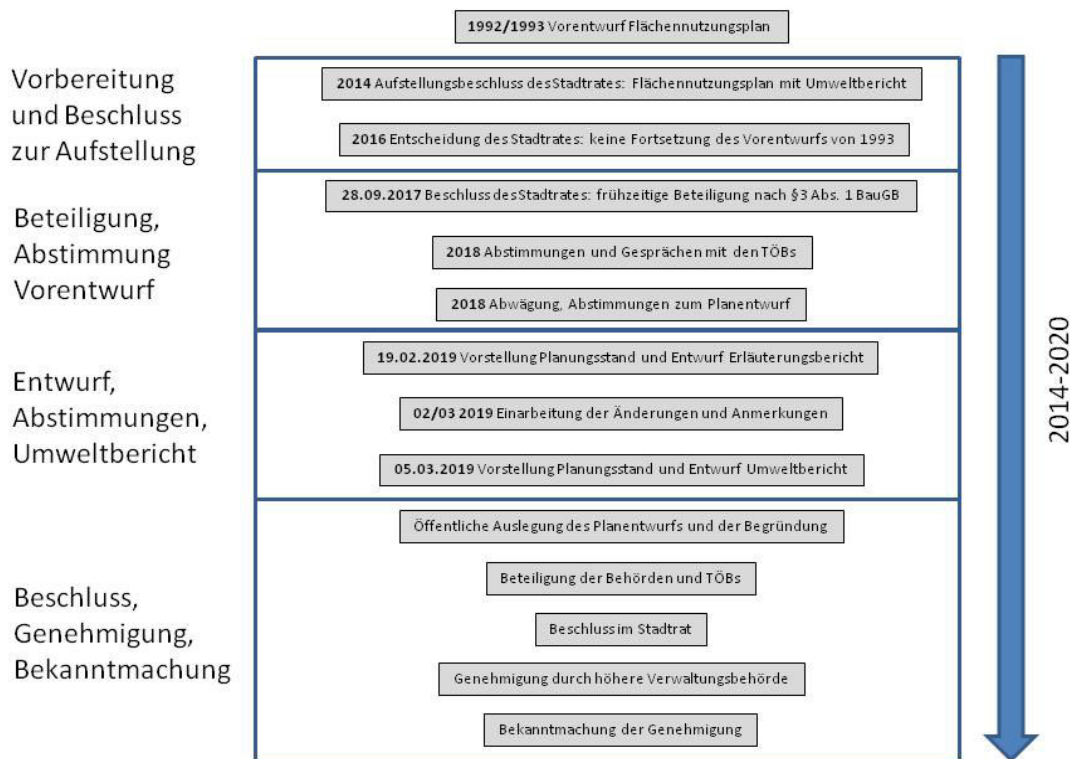 1992/1993 Vorentwurf Flächennutzungsplan
Vorbereitung
und Beschluss
zur Aufstellung
2014 Aufstellungsbeschluss des Stadtrates: Flächennutzungsplan mit Umweltbericht
2016 Entscheidung des Stadtrates: keine Fortsetzung des Vorentwurfs von 1993
Beteiligung,
Abstimmung
Vorentwurf
28.09.2017 Beschluss des Stadtrates: frühzeitige Beteiligung nach §3 Abs. 1 BauGB
2018 Abstimmungen und Gesprächen mit den TÖBs
2018 Abwägung, Abstimmungen zum Planentwurf
Entwurf,
Abstimmungen,
Umweltbericht
19.02.2019 Vorstellung Planungsstand und Entwurf Erläuterungsbericht
02/03 2019 Einarbeitung der Änderungen und Anmerkungen
05.03.2019 Vorstellung Planungsstand und Entwurf Umweltbericht
Beschluss,
Genehmigung,
Bekanntmachung
Öffentliche Auslegung des Planentwurfs und der Begründung
Beteiligung der Behörden und TÖBs
Beschluss im Stadtrat
Genehmigung durch höhere Verwaltungsbehörde
Bekanntmachung der Genehmigung
2014-2020